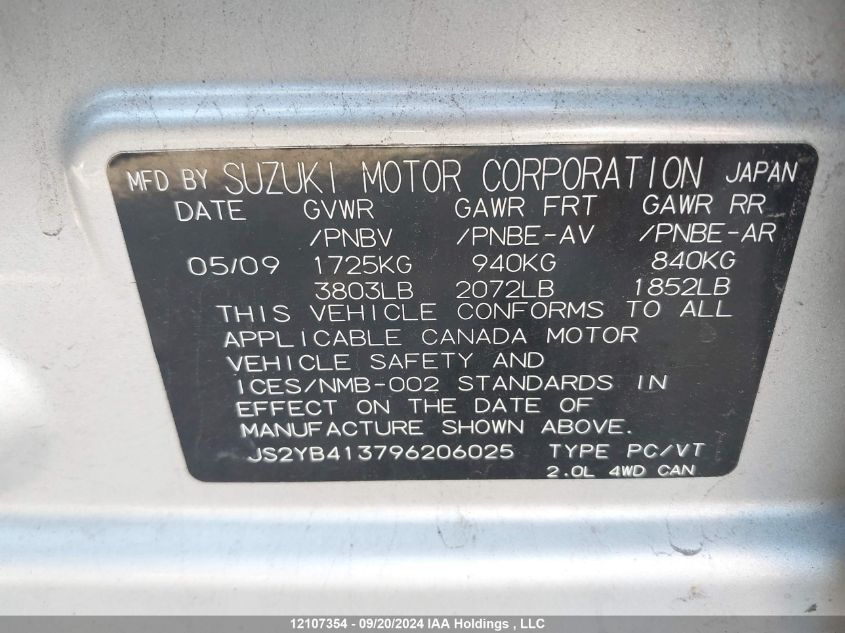 MFD BY SUZUKI MOTOR CORPORATION JAPAN
DATE GVWR GAWR FRT GAWR RR
/PNBV /PNBE-AV /PNBE-AR
05/09 1725KG 940KG 840KG
3803LB 2072LB 1852LB
THIS VEHICLE CONFORMS TO ALL
APPLICABLE CANADA MOTOR
VEHICLE SAFETY AND
ICES/NMB-002 STANDARDS IN
EFFECT ON THE DATE OF
MANUFACTURE SHOWN ABOVE.
JS2YB413796206025 TYPE PC/VT
2.0L 4WD CAN
12107354 - 09/20/2024 IAA Holdings , LLC